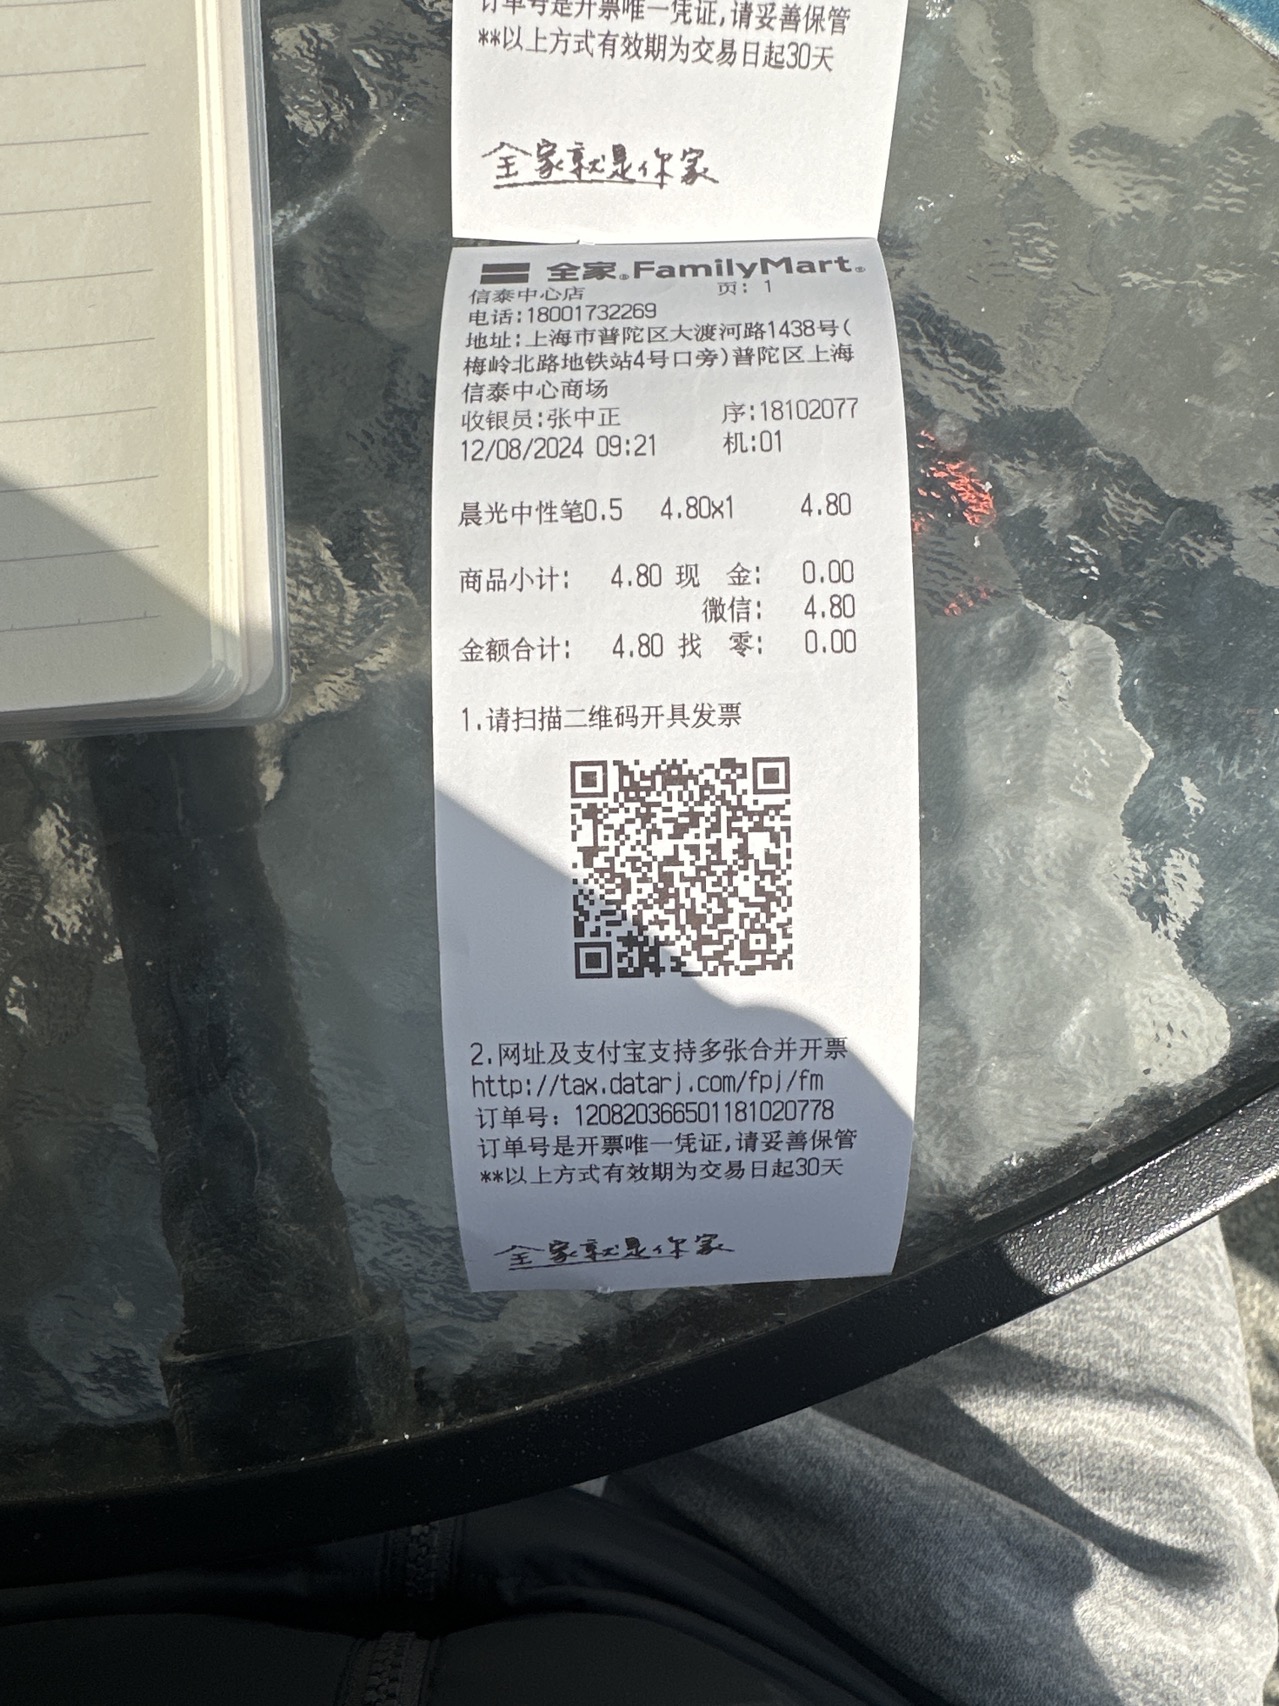 订单号是开票唯一凭证,请妥善保管
**以上方式有效期为交易日起30天
全家就是你家
全家®FamilyMart®
信泰中心店 页: 1
电话:18001732269
地址:上海市普陀区大渡河路1438号(
梅岭北路地铁站4号口旁)普陀区上海
信泰中心商场
收银员:张中正 序:18102077
12/08/2024 09:21 机:01
晨光中性笔0.5 4.80x1 4.80
商品小计: 4.80 现 金: 0.00
微信: 4.80
金额合计: 4.80 找 零: 0.00
1.请扫描二维码开具发票
2.网址及支付宝支持多张合并开票
http://tax.datarj.com/fpj/fm
订单号: 120820366501181020778
订单号是开票唯一凭证,请妥善保管
**以上方式有效期为交易日起30天
全家就是你家